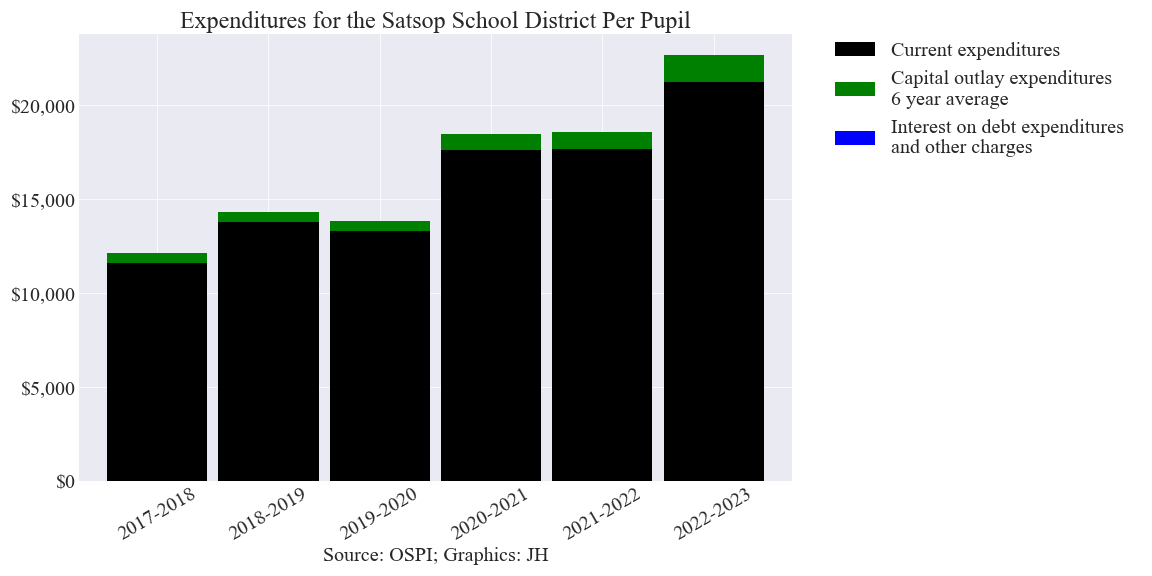 Expenditures for the Satsop School District Per Pupil
Current expenditures
Capital outlay expenditures
6 year average
Interest on debt expenditures
and other charges
$20,000
$15,000
$10,000
$5,000
$0
2017-2018
2018-2019
2019-2020
2020-2021
2021-2022
2022-2023
Source: OSPI; Graphics: JH